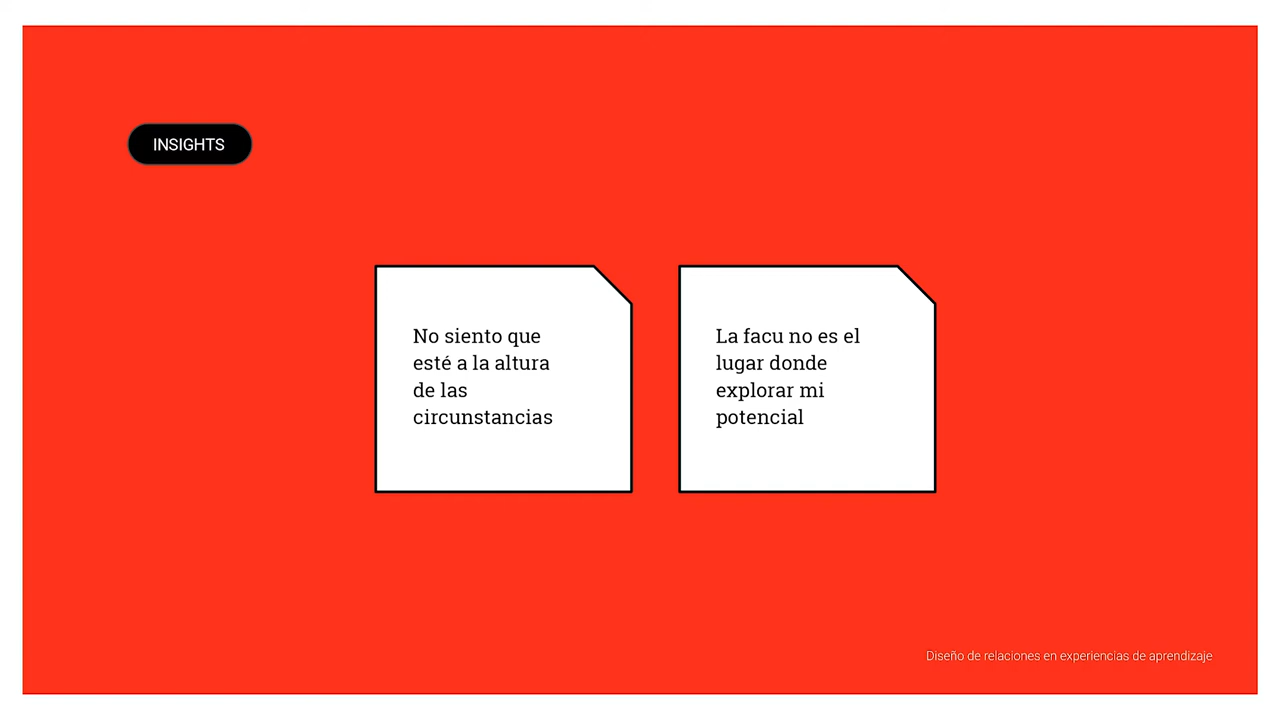 INSIGHTS
No siento que
esté a la altura
de las
circunstancias
La facu no es el
lugar donde
explorar mi
potencial
Diseño de relaciones en experiencias de aprendizaje